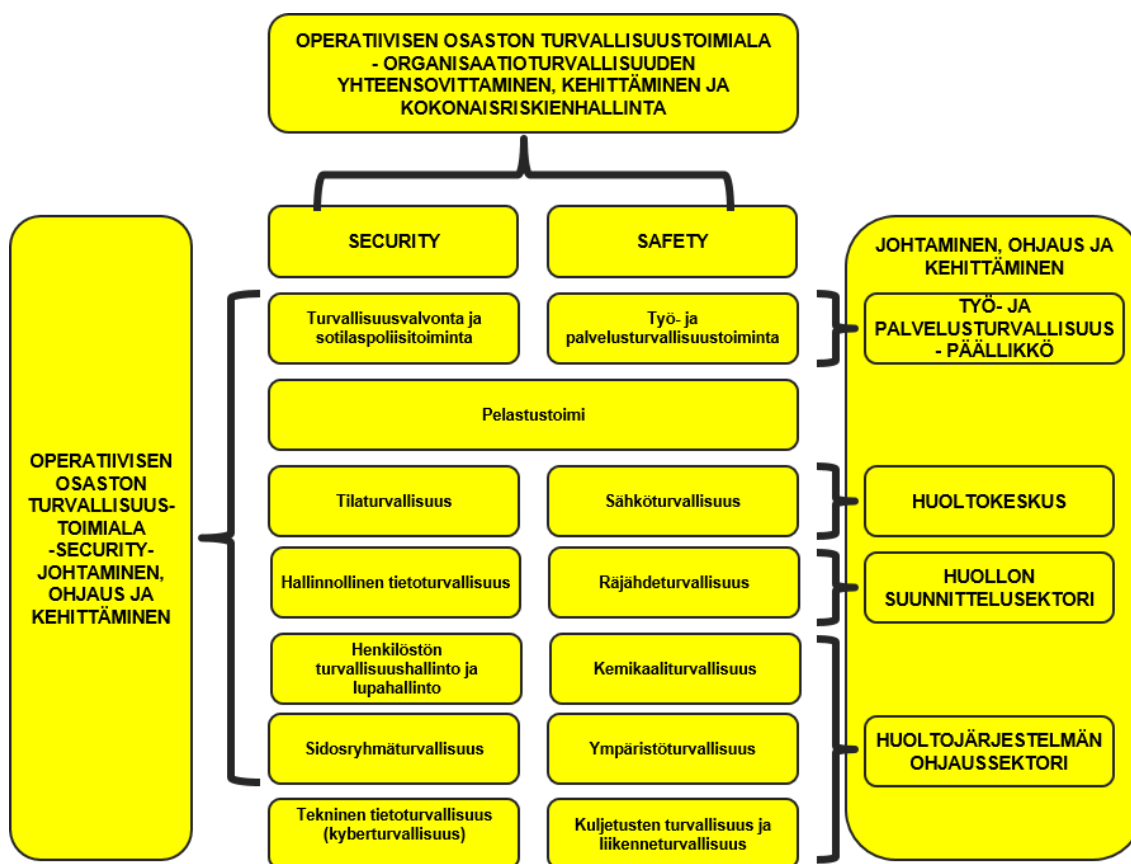 OPERATIIVISEN OSASTON TURVALLISUUSTOIMIALA
- ORGANISAATIOTURVALLISUUDEN
YHTEENSOVITTAMINEN, KEHITTÄMINEN JA
KOKONAISRISKIENHALLINTA
SECURITY
SAFETY
JOHTAMINEN, OHJAUS JA
KEHITTÄMINEN
Turvallisuusvalvonta ja
sotilaspoliisitoiminta
Työ- ja
palvelusturvallisuustoiminta
TYÖ- JA
PALVELUSTURVALLISUUS
- PÄÄLLIKKÖ
Pelastustoimi
OPERATIIVISEN
OSASTON
TURVALLISUUS-
TOIMIALA
-SECURITY-
JOHTAMINEN,
OHJAUS JA
KEHITTÄMINEN
Tilaturvallisuus
Sähköturvallisuus
HUOLTOKESKUS
Hallinnollinen tietoturvallisuus
Räjähdeturvallisuus
HUOLLON
SUUNNITTELUSEKTORI
Henkilöstön
turvallisuushallinto ja
lupahallinto
Kemikaaliturvallisuus
Sidosryhmäturvallisuus
Ympäristöturvallisuus
HUOLTOJÄRJESTELMÄN
OHJAUSSEKTORI
Tekninen tietoturvallisuus
(kyberturvallisuus)
Kuljetusten turvallisuus ja
liikenneturvallisuus